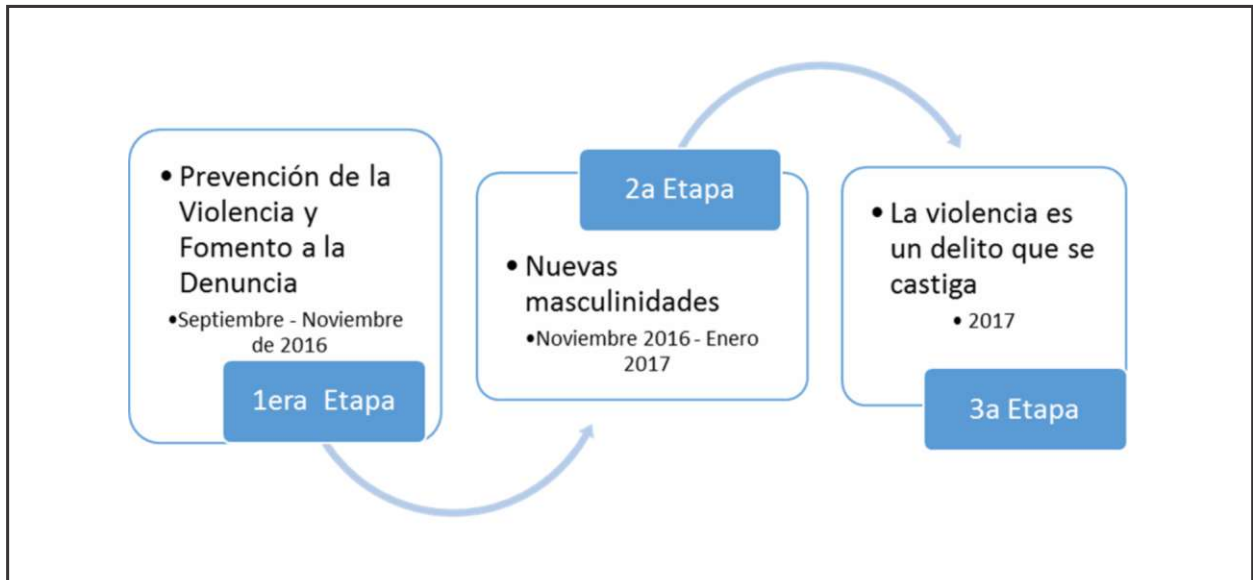 • Prevención de la
Violencia y
Fomento a la
Denuncia
•Septiembre - Noviembre
de 2016
1era Etapa
2a Etapa
• Nuevas
masculinidades
•Noviembre 2016 - Enero
2017
• La violencia es
un delito que se
castiga
• 2017
3a Etapa